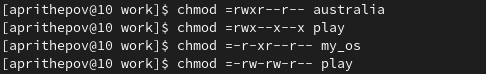 [aprithepov@10 work]$ chmod =rwxr--r-- australia
[aprithepov@10 work]$ chmod =rwx--x--x play
[aprithepov@10 work]$ chmod =-r-xr--r-- my_os
[aprithepov@10 work]$ chmod =-rw-rw-r-- play